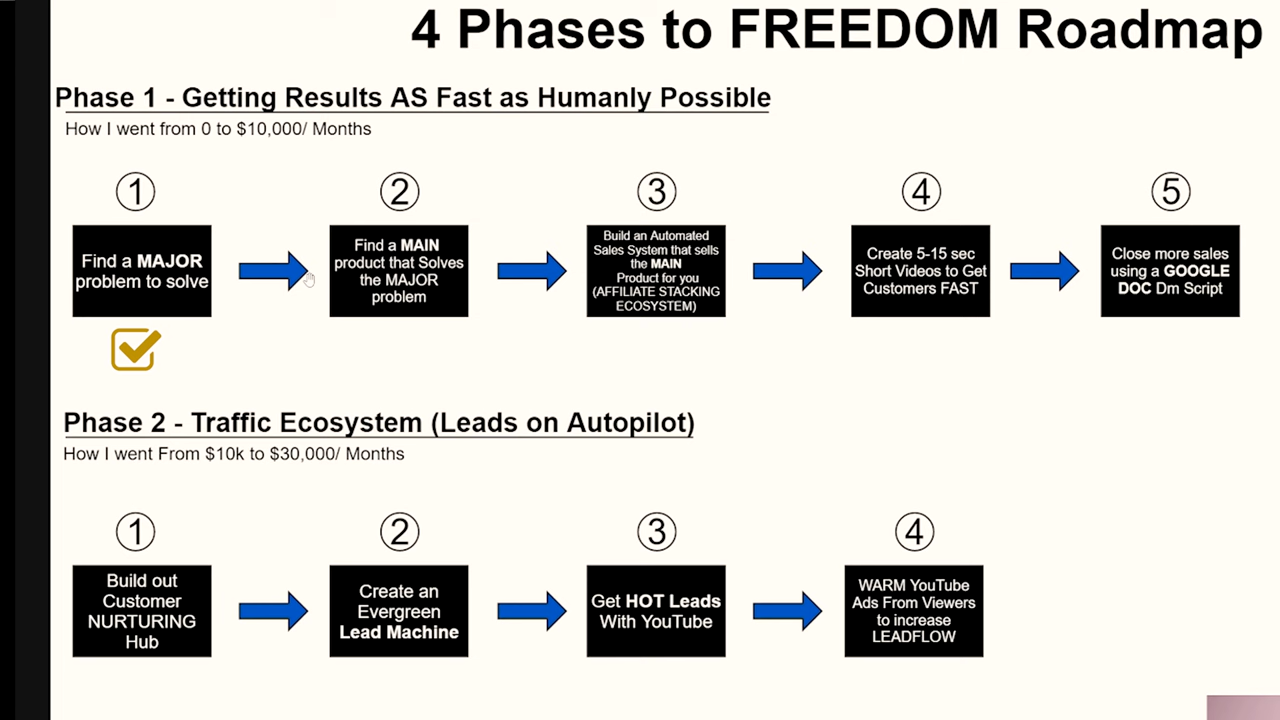 4 Phases to FREEDOM Roadmap
Phase 1 - Getting Results AS Fast as Humanly Possible
How I went from 0 to $10,000/ Months
1
2
3
4
5
Find a MAJOR
problem to solve
Find a MAIN
product that Solves
the MAJOR
problem
Build an Automated
Sales System that sells
the MAIN
Product for you
(AFFILIATE STACKING
ECOSYSTEM)
Create 5-15 sec
Short Videos to Get
Customers FAST
Close more sales
using a GOOGLE
DOC Dm Script
Phase 2 - Traffic Ecosystem (Leads on Autopilot)
How I went From $10k to $30,000/ Months
1
2
3
4
Build out
Customer
NURTURING
Hub
Create an
Evergreen
Lead Machine
Get HOT Leads
With YouTube
WARM YouTube
Ads From Viewers
to increase
LEADFLOW